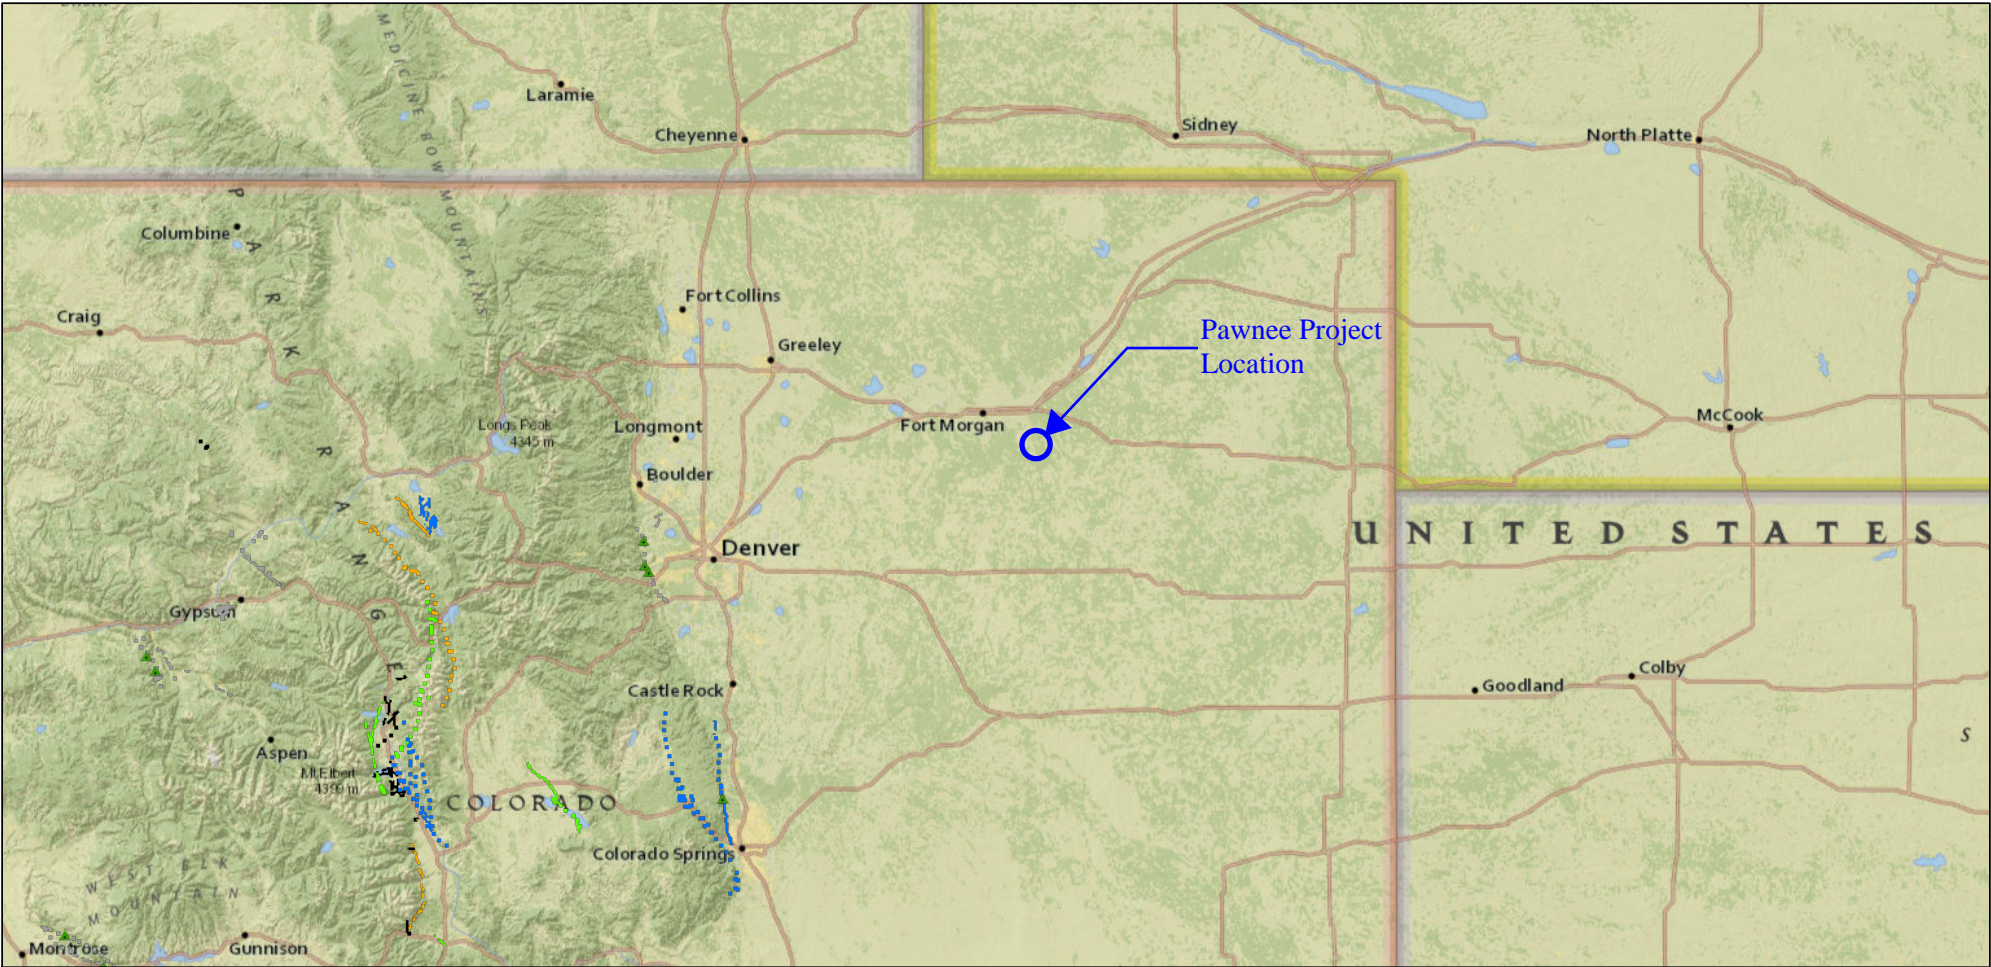 MEDICINE BOW MOUNTAINS
Laramie
Cheyenne
Sidney
North Platte
Columbine
PARK RANGE
Fort Collins
Craig
Greeley
Pawnee Project
Location
Longs Peak
4345 m
Longmont
Fort Morgan
McCook
Boulder
UNITED STATES
Denver
Gypsum
Castle Rock
Goodland
Colby
S
Aspen
Mt Elbert
4399 m
COLORADO
Colorado Springs
WEST ELK
MOUNTAIN
Montrose
Gunnison